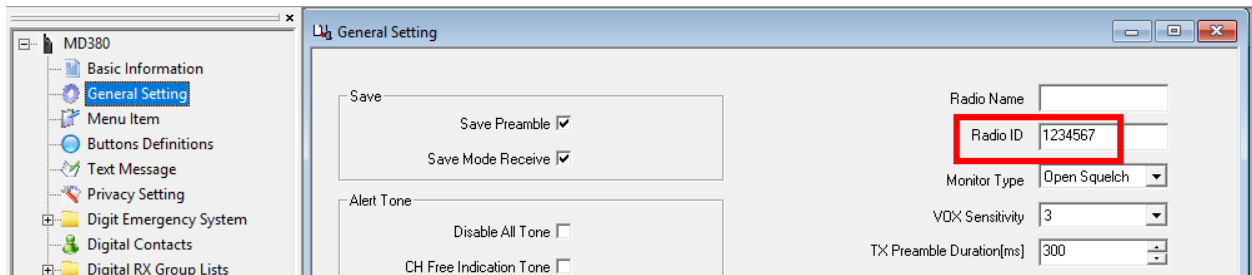 MD380
Basic Information
General Setting
Menu Item
Buttons Definitions
Text Message
Privacy Setting
Digit Emergency System
Digital Contacts
Digital RX Group Lists
General Setting
Save
Save Preamble
Save Mode Receive
Alert Tone
Disable All Tone
CH Free Indication Tone
Radio Name
Radio ID 1234567
Monitor Type Open Squelch
VOX Sensitivity 3
TX Preamble Duration[ms] 300